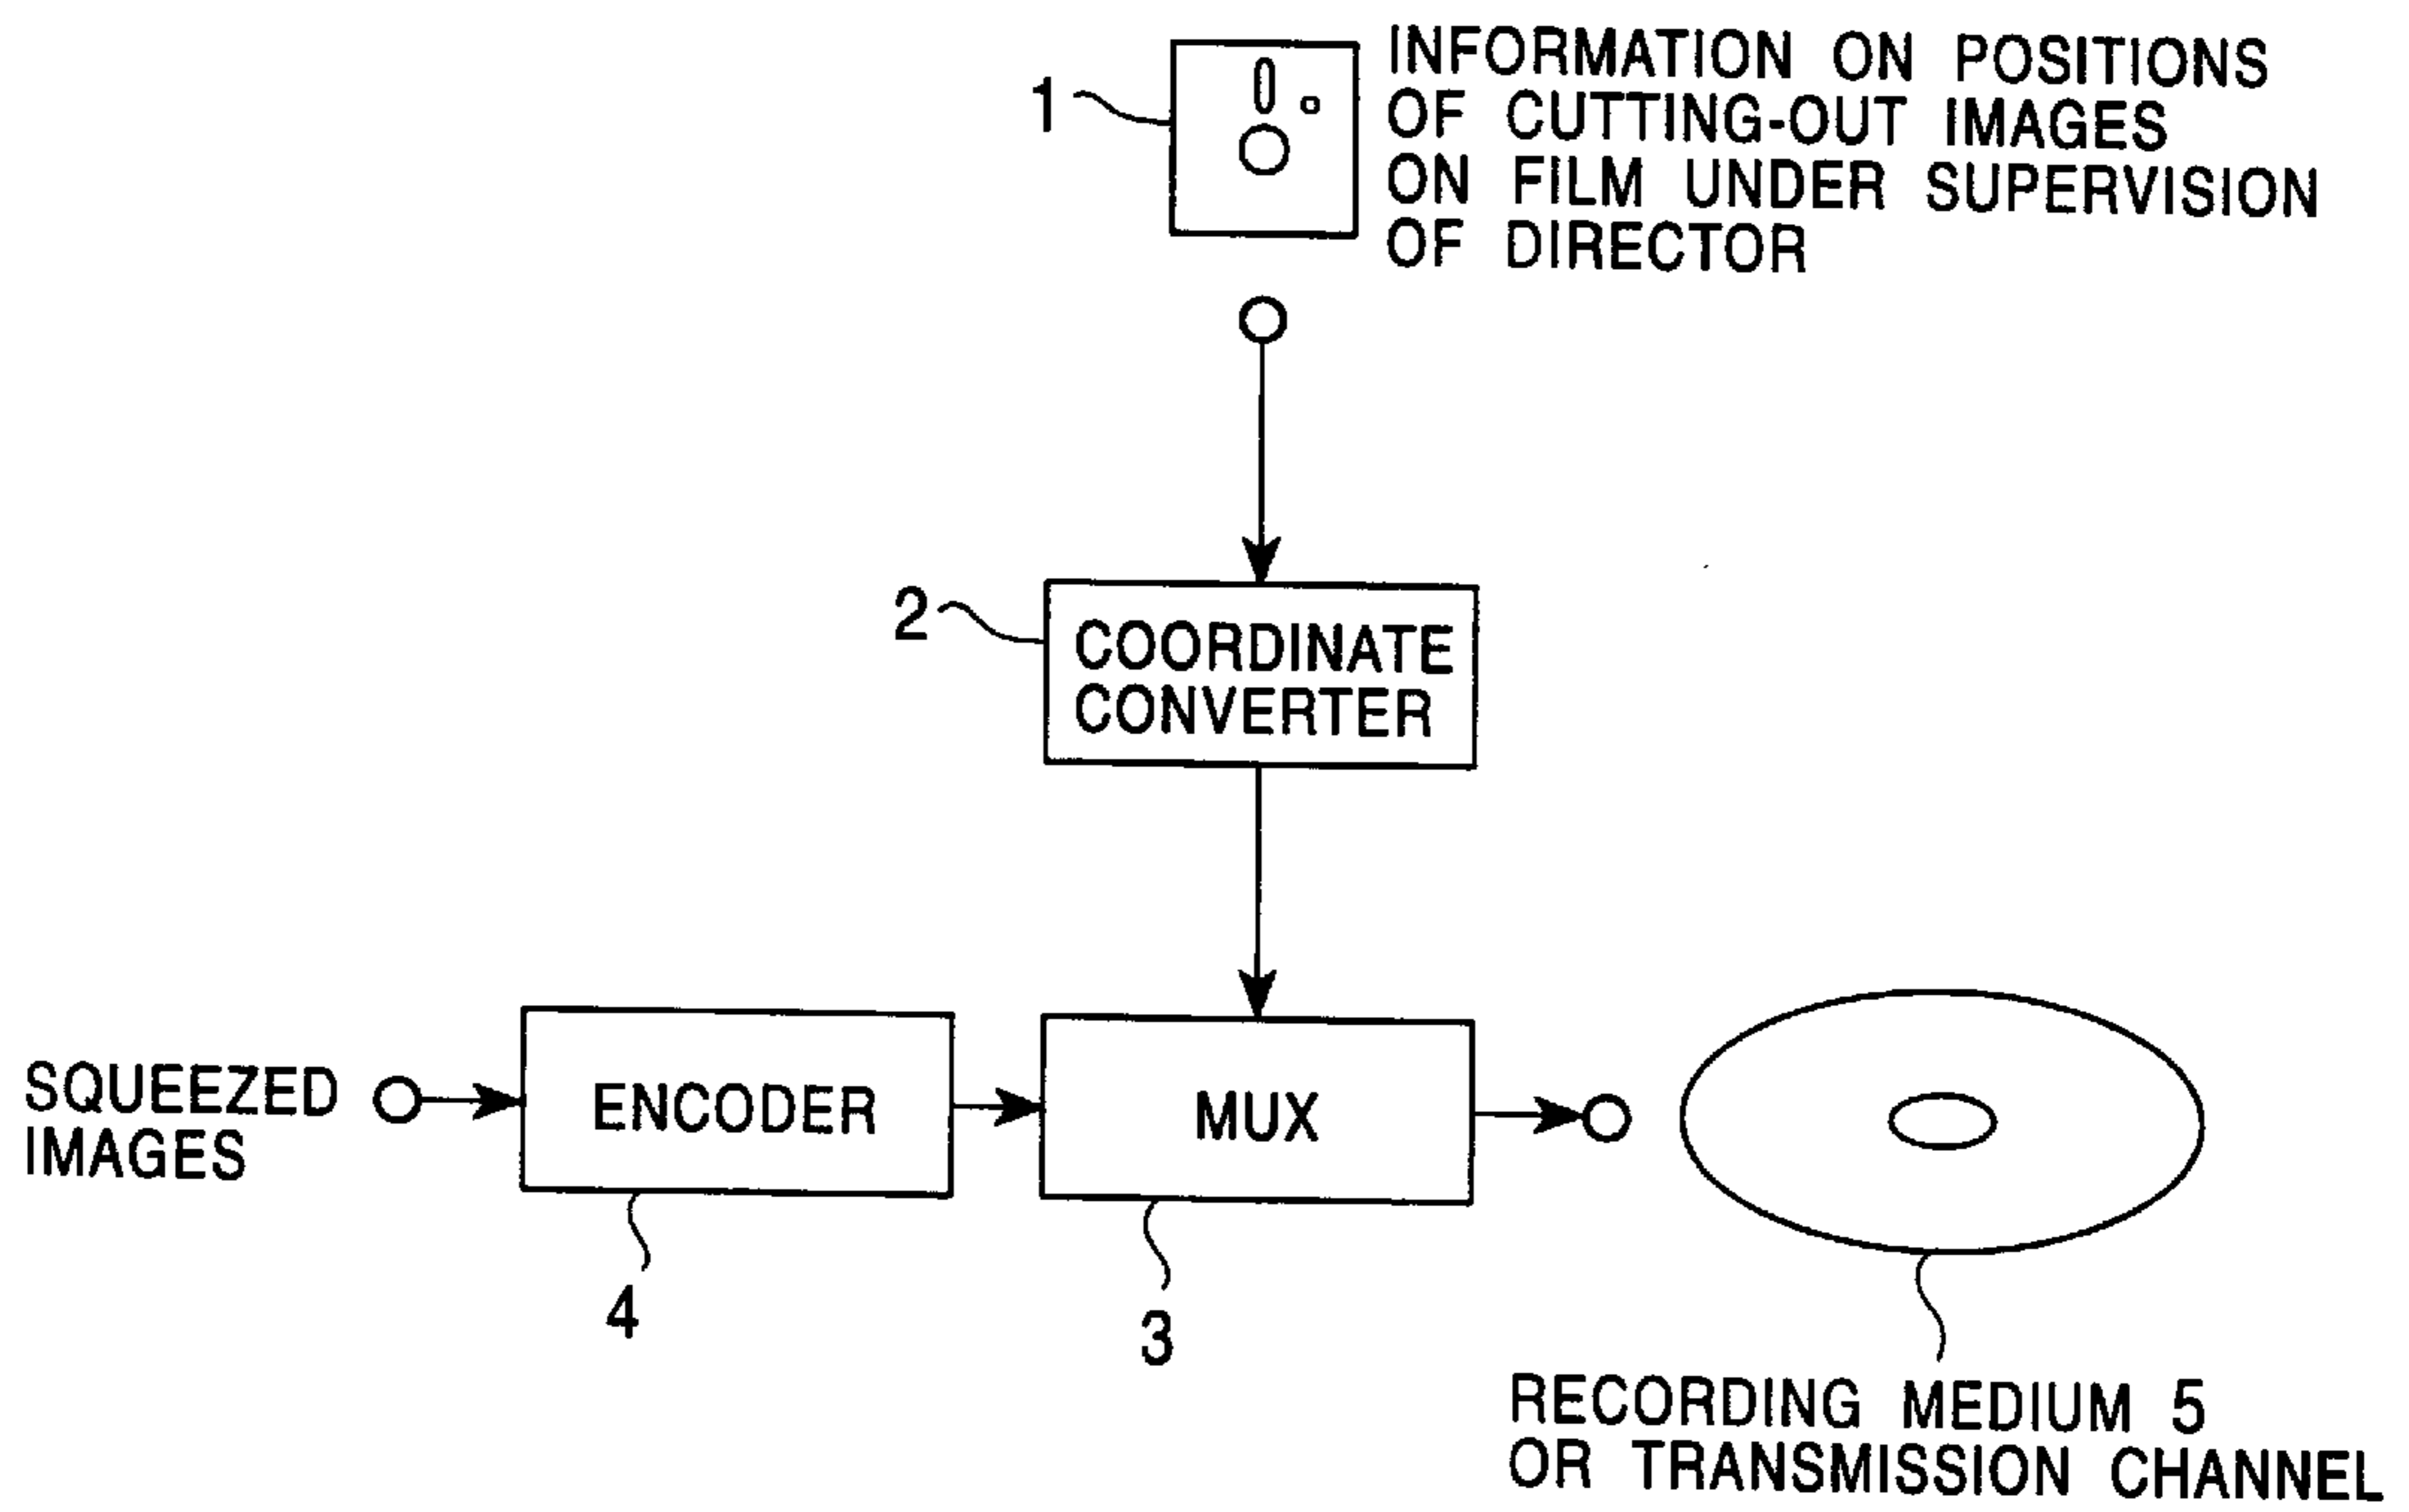 1
INFORMATION ON POSITIONS
OF CUTTING-OUT IMAGES
ON FILM UNDER SUPERVISION
OF DIRECTOR
2
COORDINATE
CONVERTER
SQUEEZED
IMAGES
ENCODER
MUX
4
3
RECORDING MEDIUM 5
OR TRANSMISSION CHANNEL